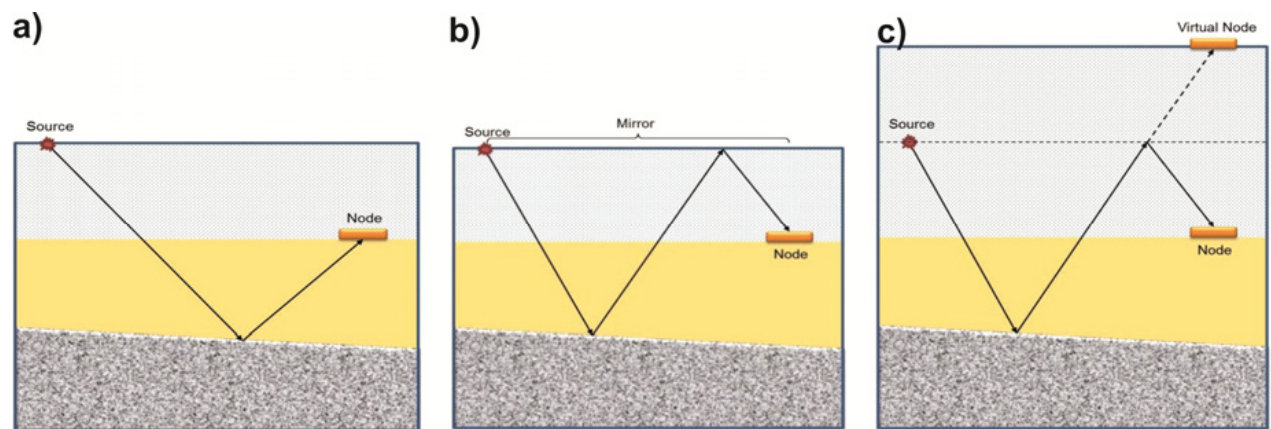 a)
Source
Node
b)
Source
Mirror
Node
c)
Virtual Node
Source
Node